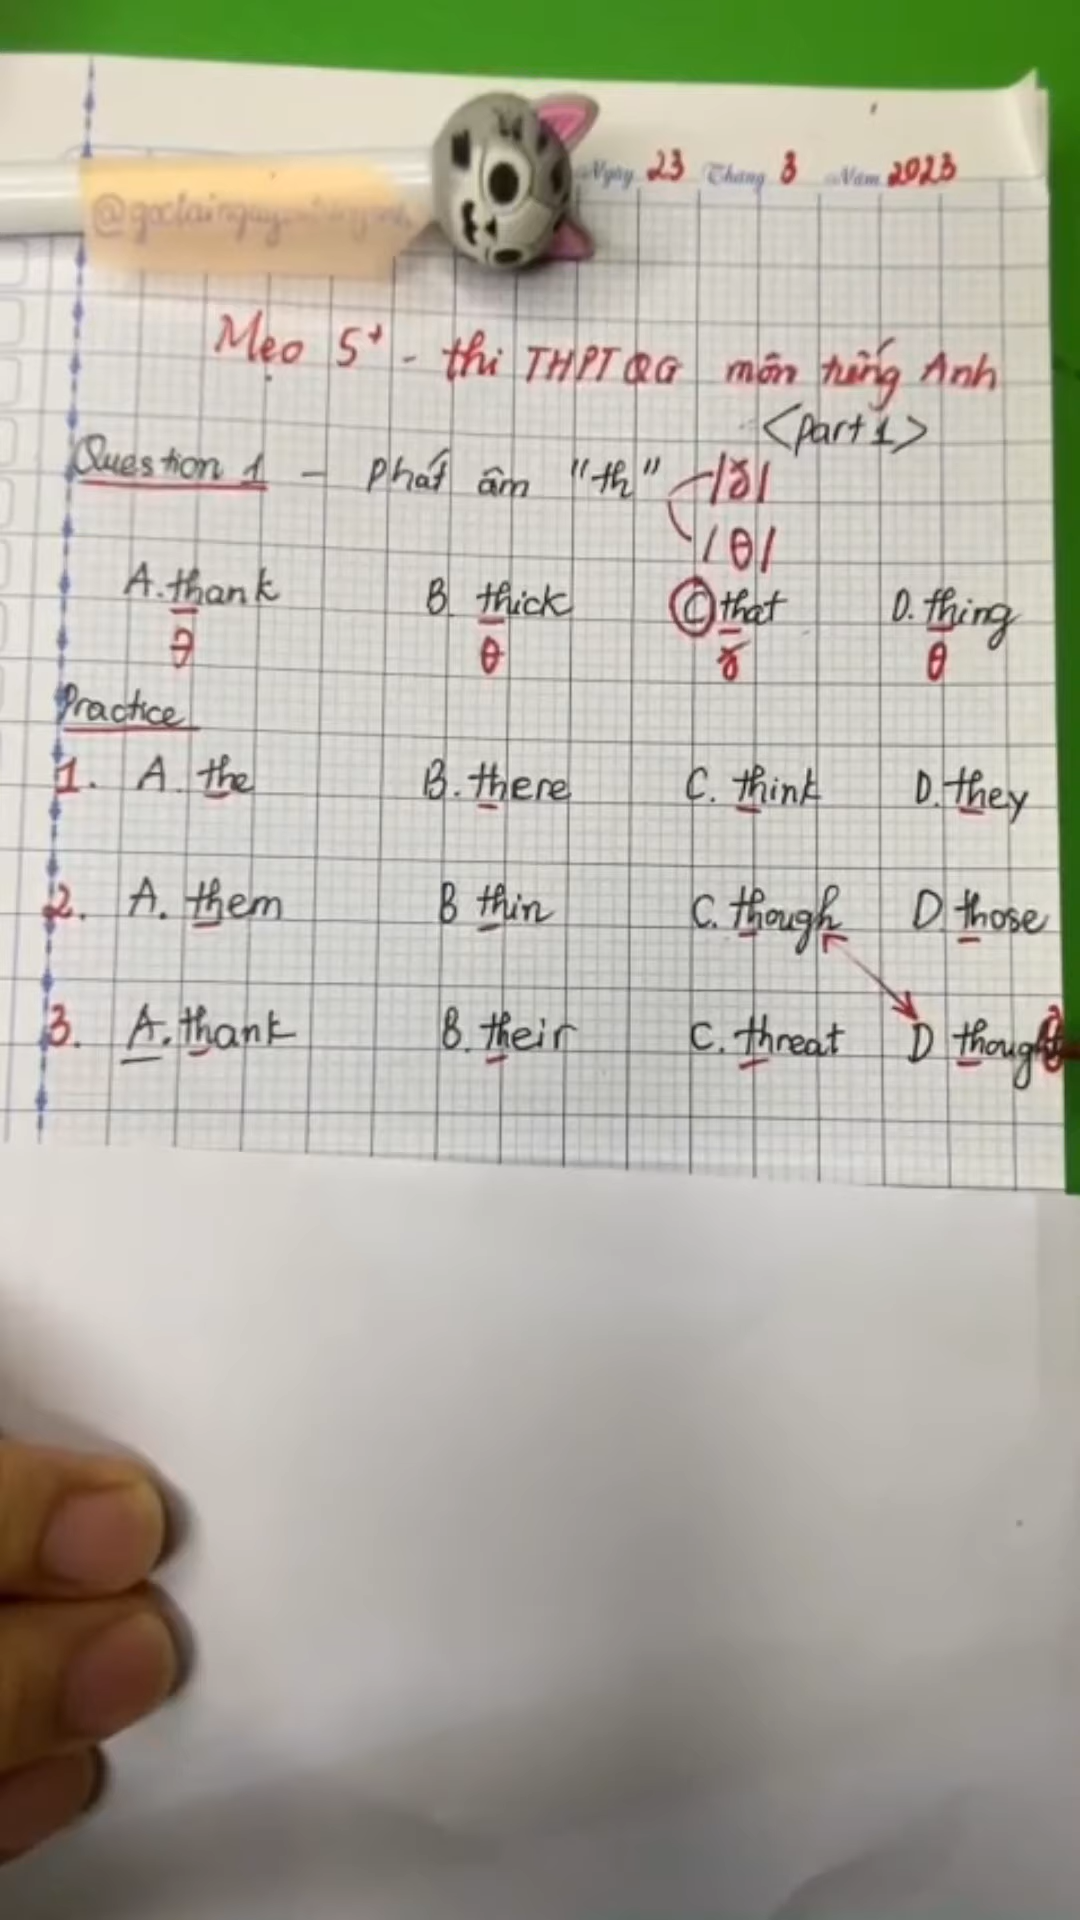 Ngày 23 Tháng 3 Năm 2023
Mẹo 5+ - thi THPTQG môn tiếng Anh
<part 1>
Question 1 - phát âm "th" /ð/
/θ/
A. thank B. thick C that D. thing
θ θ ð θ
Practice
1. A. the B. there C. think D. they
2. A. them B thin C. though D those
3. A. thank B. their C. threat D thought